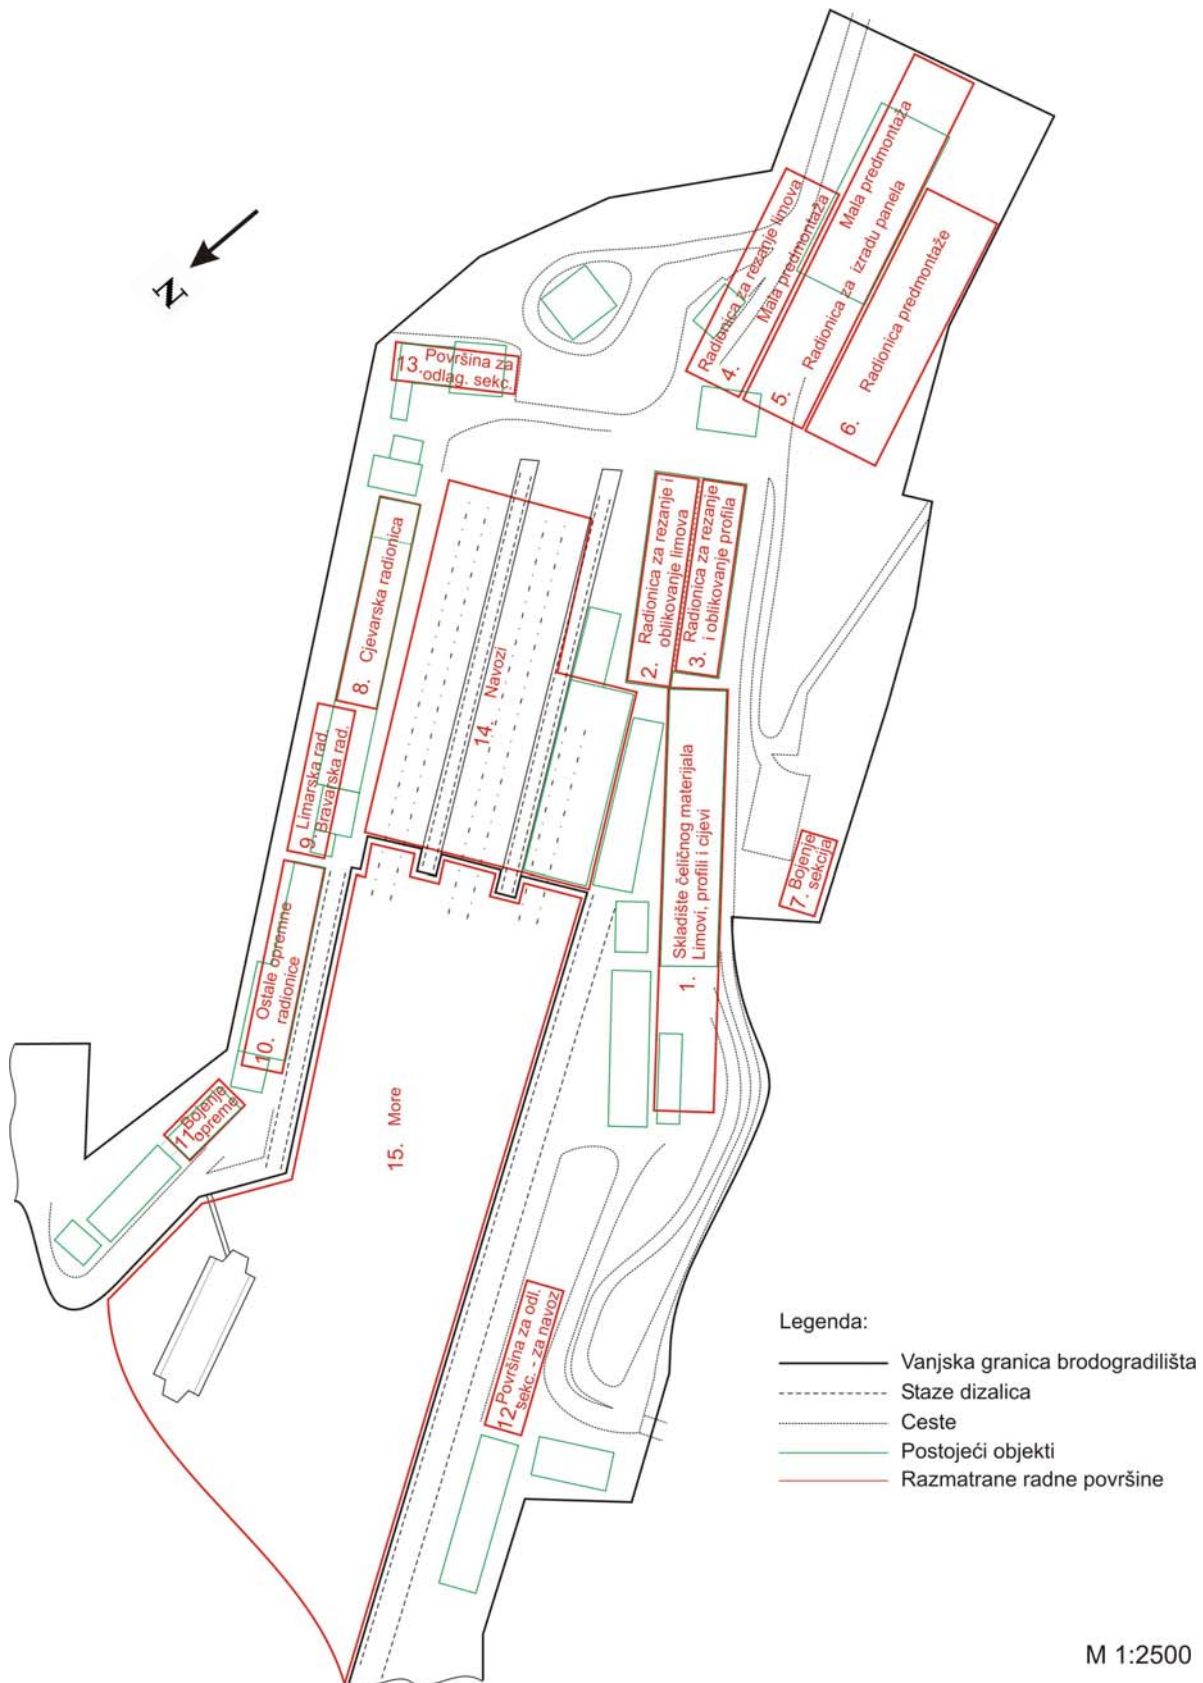 N
Radionica za rezanje limova
4.
Mala predmontaža
Mala predmontaža
5. Radionica za izradu panela
6. Radionica predmontaže
13. Površina za
odlag. sekc.
2. Radionica za rezanje i
oblikovanje limova
3. Radionica za rezanje
i oblikovanje profila
8. Cjevarska radionica
14. Navozi
9. Limarska rad.
Bravarska rad.
1. Skladište čeličnog materijala
Limovi, profili i cijevi
7. Bojenje
sekcija
10. Ostale opremne
radionice
11 Bojenje
opreme
15. More
12 Površina za odl.
sekc. - za navoz
Legenda:
Vanjska granica brodogradilišta
Staze dizalica
Ceste
Postojeći objekti
Razmatrane radne površine
M 1:2500